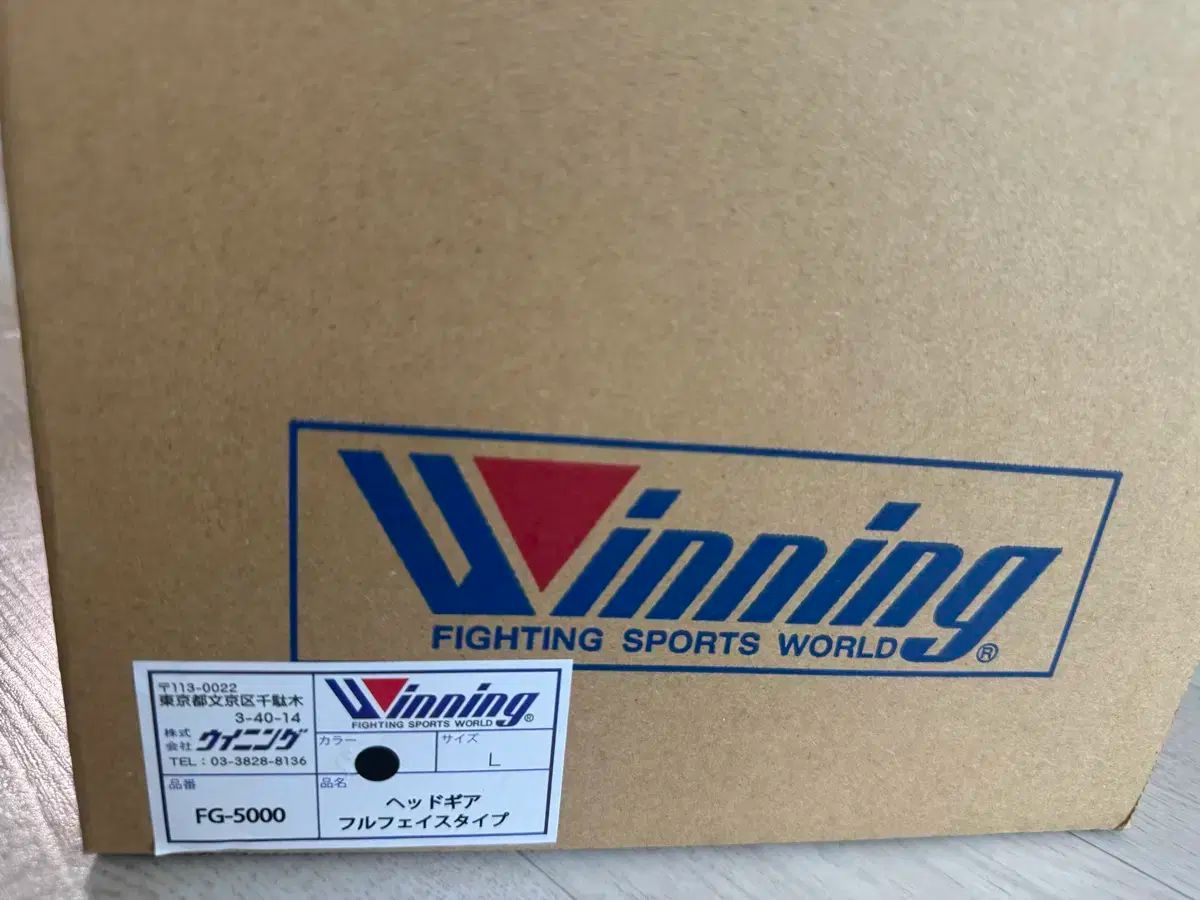 Winning
FIGHTING SPORTS WORLD®
〒113-0022
東京都文京区千駄木
3-40-14
株式会社 ウイニング
TEL：03-3828-8136
Winning
FIGHTING SPORTS WORLD®
カラー
サイズ
L
品番
FG-5000
品名
ヘッドギア
フルフェイスタイプ